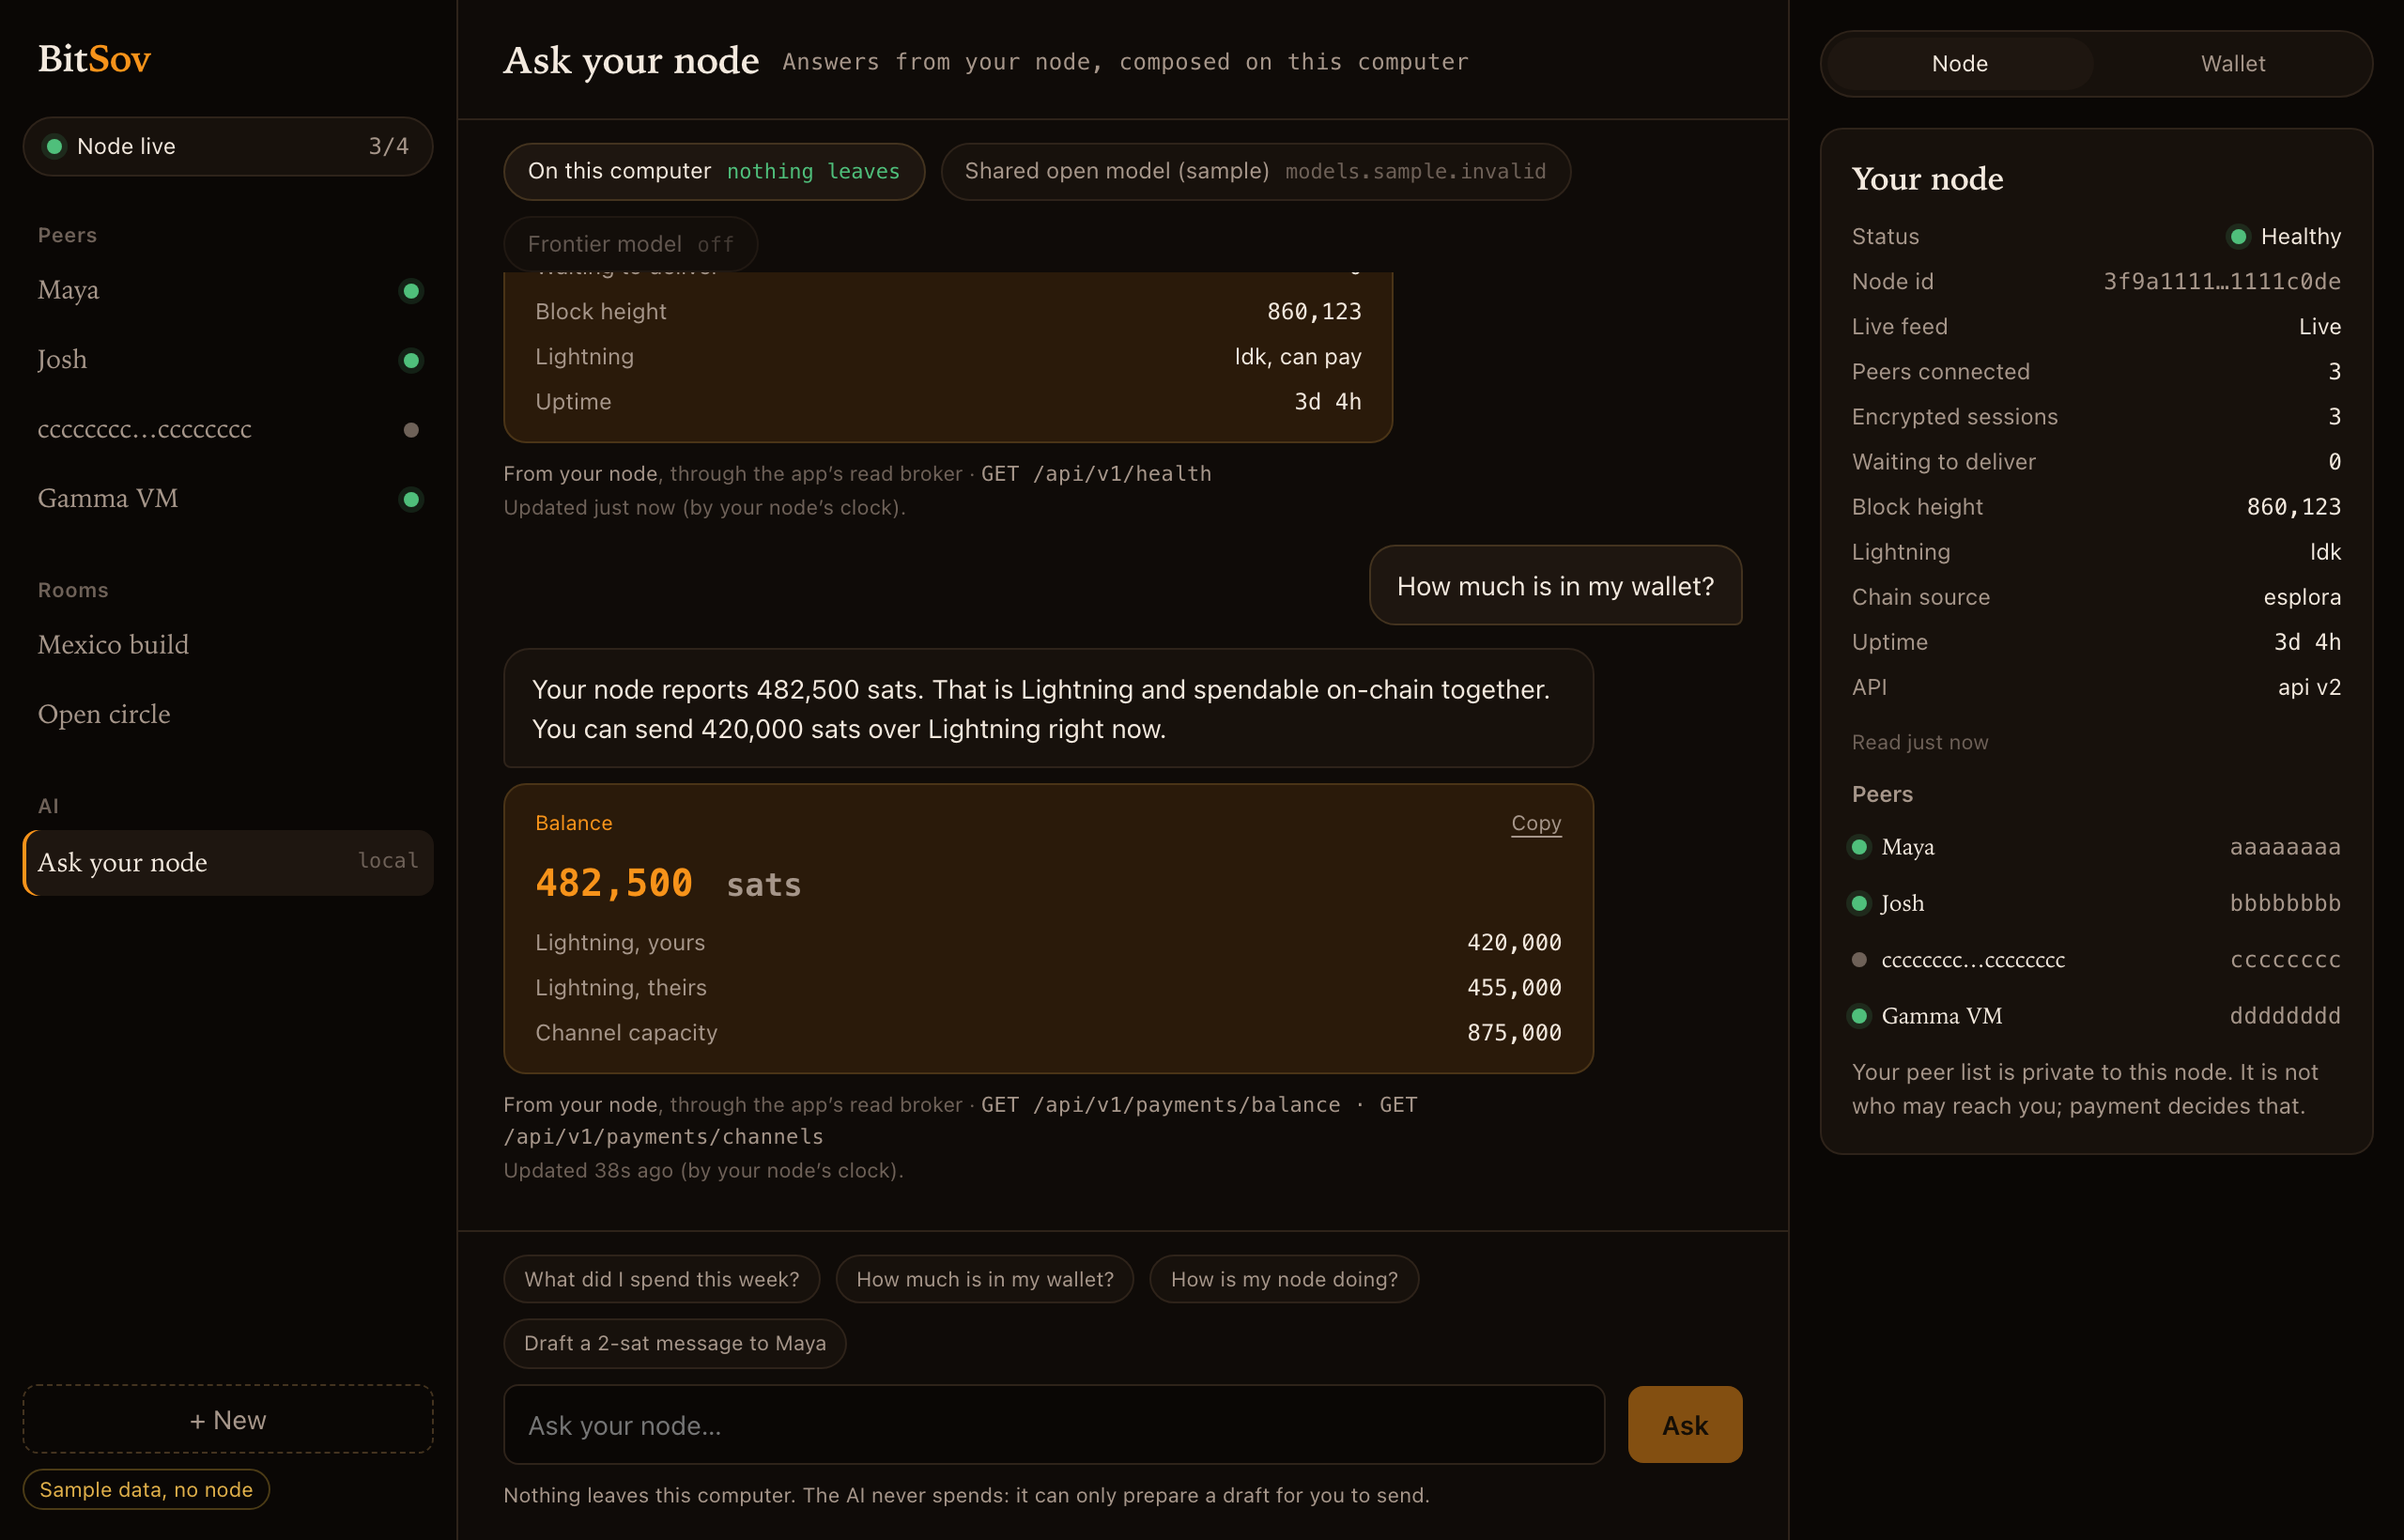 BitSov
Node live 3/4
Peers
Maya
Josh
cccccccc…cccccccc
Gamma VM
Rooms
Mexico build
Open circle
AI
Ask your node local
+ New
Sample data, no node
Ask your node Answers from your node, composed on this computer
On this computer nothing leaves
Shared open model (sample) models.sample.invalid
Frontier model off
Waiting to deliver 0
Block height 860,123
Lightning ldk, can pay
Uptime 3d 4h
From your node, through the app’s read broker · GET /api/v1/health
Updated just now (by your node’s clock).
How much is in my wallet?
Your node reports 482,500 sats. That is Lightning and spendable on-chain together.
You can send 420,000 sats over Lightning right now.
Balance Copy
482,500 sats
Lightning, yours 420,000
Lightning, theirs 455,000
Channel capacity 875,000
From your node, through the app’s read broker · GET /api/v1/payments/balance · GET
/api/v1/payments/channels
Updated 38s ago (by your node’s clock).
What did I spend this week?
How much is in my wallet?
How is my node doing?
Draft a 2-sat message to Maya
Ask your node…
Ask
Nothing leaves this computer. The AI never spends: it can only prepare a draft for you to send.
Node
Wallet
Your node
Status Healthy
Node id 3f9a1111…1111c0de
Live feed Live
Peers connected 3
Encrypted sessions 3
Waiting to deliver 0
Block height 860,123
Lightning ldk
Chain source esplora
Uptime 3d 4h
API api v2
Read just now
Peers
Maya aaaaaaaa
Josh bbbbbbbb
cccccccc…cccccccc cccccccc
Gamma VM dddddddd
Your peer list is private to this node. It is not
who may reach you; payment decides that.